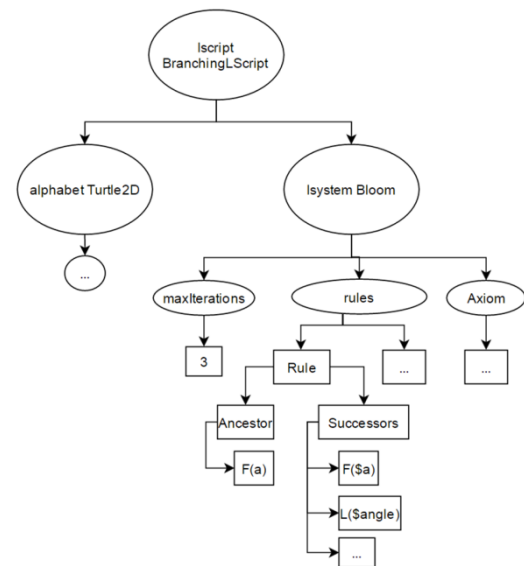 lscript
BranchingLScript
alphabet Turtle2D
lsystem Bloom
...
maxIterations
rules
Axiom
3
Rule
...
...
Ancestor
Successors
F(a)
F($a)
L($angle)
...